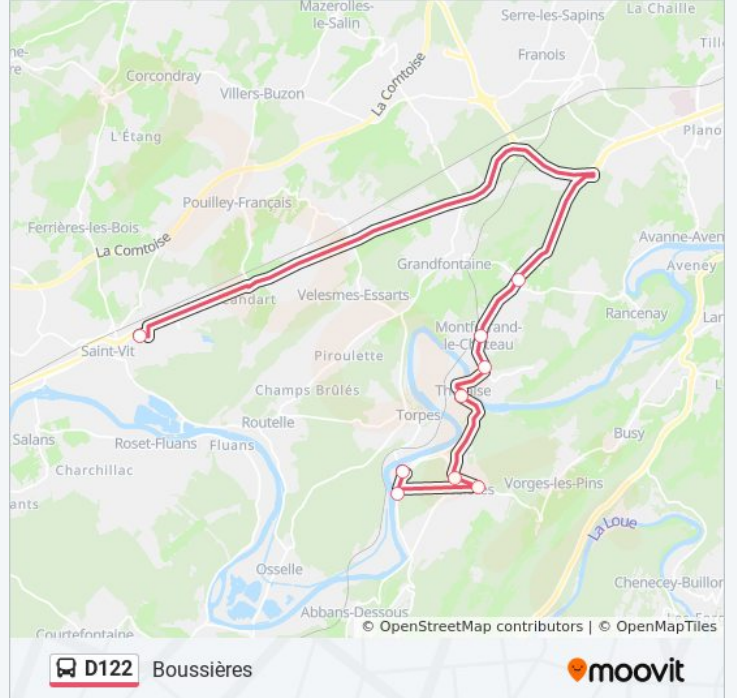 Mazerolles-
le-Salin
Serre-les-Sapins
La Chaille
Corcondray
Villers-Buzon
La Comtoise
Franois
L'Étang
Plano
Pouilley-Français
Ferrières-les-Bois
La Comtoise
Avanne-Aven
Grandfontaine
Aveney
Velesmes-Essarts
Rancenay
Saint-Vit
Piroulette
Champs Brûlés
Torpes
Routelle
Salans
Roset-Fluans
Fluans
Busy
Charchillac
Vorges-les-Pins
La Loue
Osselle
Chenecey-Buillor
Abbans-Dessous
Courtefontaine
© OpenStreetMap contributors | © OpenMapTiles
D122 Boussières
moovit